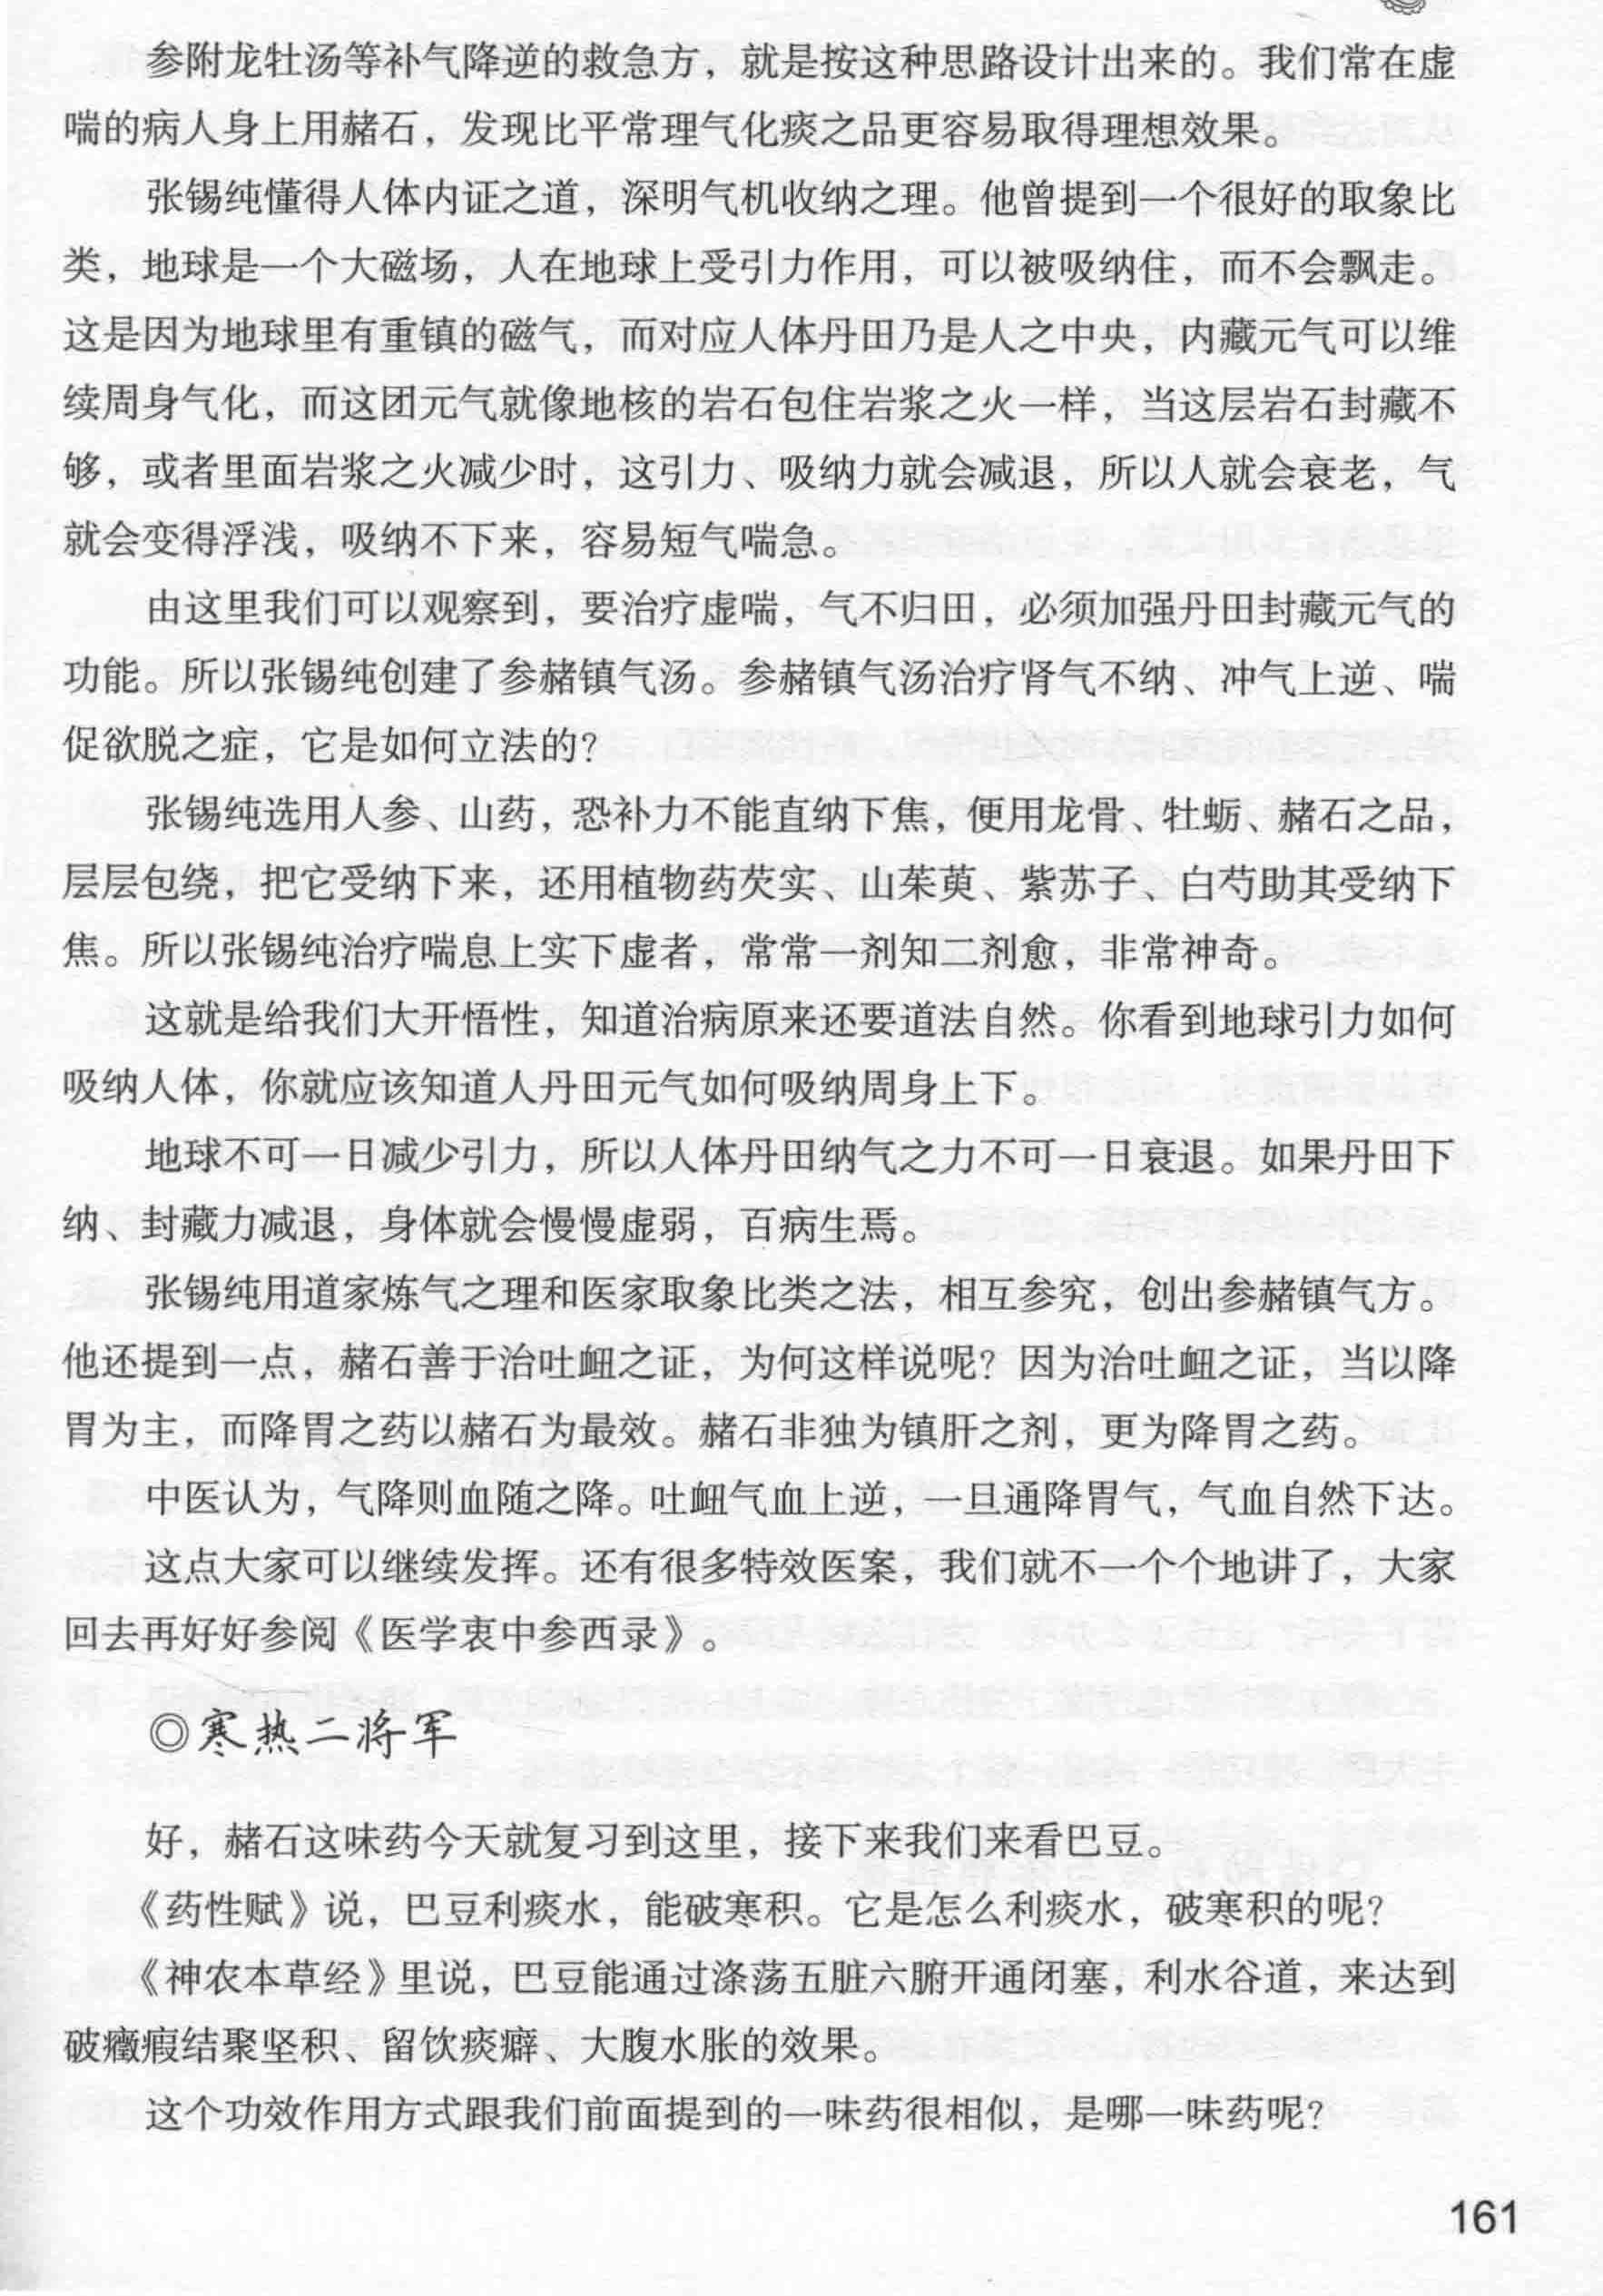 参附龙牡汤等补气降逆的救急方，就是按这种思路设计出来的。我们常在虚
喘的病人身上用赭石，发现比平常理气化痰之品更容易取得理想效果。
张锡纯懂得人体内证之道，深明气机收纳之理。他曾提到一个很好的取象比
类，地球是一个大磁场，人在地球上受引力作用，可以被吸纳住，而不会飘走。
这是因为地球里有重镇的磁气，而对应人体丹田乃是人之中央，内藏元气可以维
续周身气化，而这团元气就像地核的岩石包住岩浆之火一样，当这层岩石封藏不
够，或者里面岩浆之火减少时，这引力、吸纳力就会减退，所以人就会衰老，气
就会变得浮浅，吸纳不下来，容易短气喘急。
由这里我们可以观察到，要治疗虚喘，气不归田，必须加强丹田封藏元气的
功能。所以张锡纯创建了参赭镇气汤。参赭镇气汤治疗肾气不纳、冲气上逆、喘
促欲脱之症，它是如何立法的？
张锡纯选用人参、山药，恐补力不能直纳下焦，便用龙骨、牡蛎、赭石之品，
层层包绕，把它受纳下来，还用植物药芡实、山茱萸、紫苏子、白芍助其受纳下
焦。所以张锡纯治疗喘息上实下虚者，常常一剂知二剂愈，非常神奇。
这就是给我们大开悟性，知道治病原来还要道法自然。你看到地球引力如何
吸纳人体，你就应该知道人丹田元气如何吸纳周身上下。
地球不可一日减少引力，所以人体丹田纳气之力不可一日衰退。如果丹田下
纳、封藏力减退，身体就会慢慢虚弱，百病生焉。
张锡纯用道家炼气之理和医家取象比类之法，相互参究，创出参赭镇气方。
他还提到一点，赭石善于治吐衄之证，为何这样说呢？因为治吐衄之证，当以降
胃为主，而降胃之药以赭石为最效。赭石非独为镇肝之剂，更为降胃之药。
中医认为，气降则血随之降。吐衄气血上逆，一旦通降胃气，气血自然下达。
这点大家可以继续发挥。还有很多特效医案，我们就不一个个地讲了，大家
回去再好好参阅《医学衷中参西录》。
◎寒热二将军
好，赭石这味药今天就复习到这里，接下来我们来看巴豆。
《药性赋》说，巴豆利痰水，能破寒积。它是怎么利痰水，破寒积的呢？
《神农本草经》里说，巴豆能通过涤荡五脏六腑开通闭塞，利水谷道，来达到
破癥瘕结聚坚积、留饮痰癖、大腹水胀的效果。
这个功效作用方式跟我们前面提到的一味药很相似，是哪一味药呢？
161